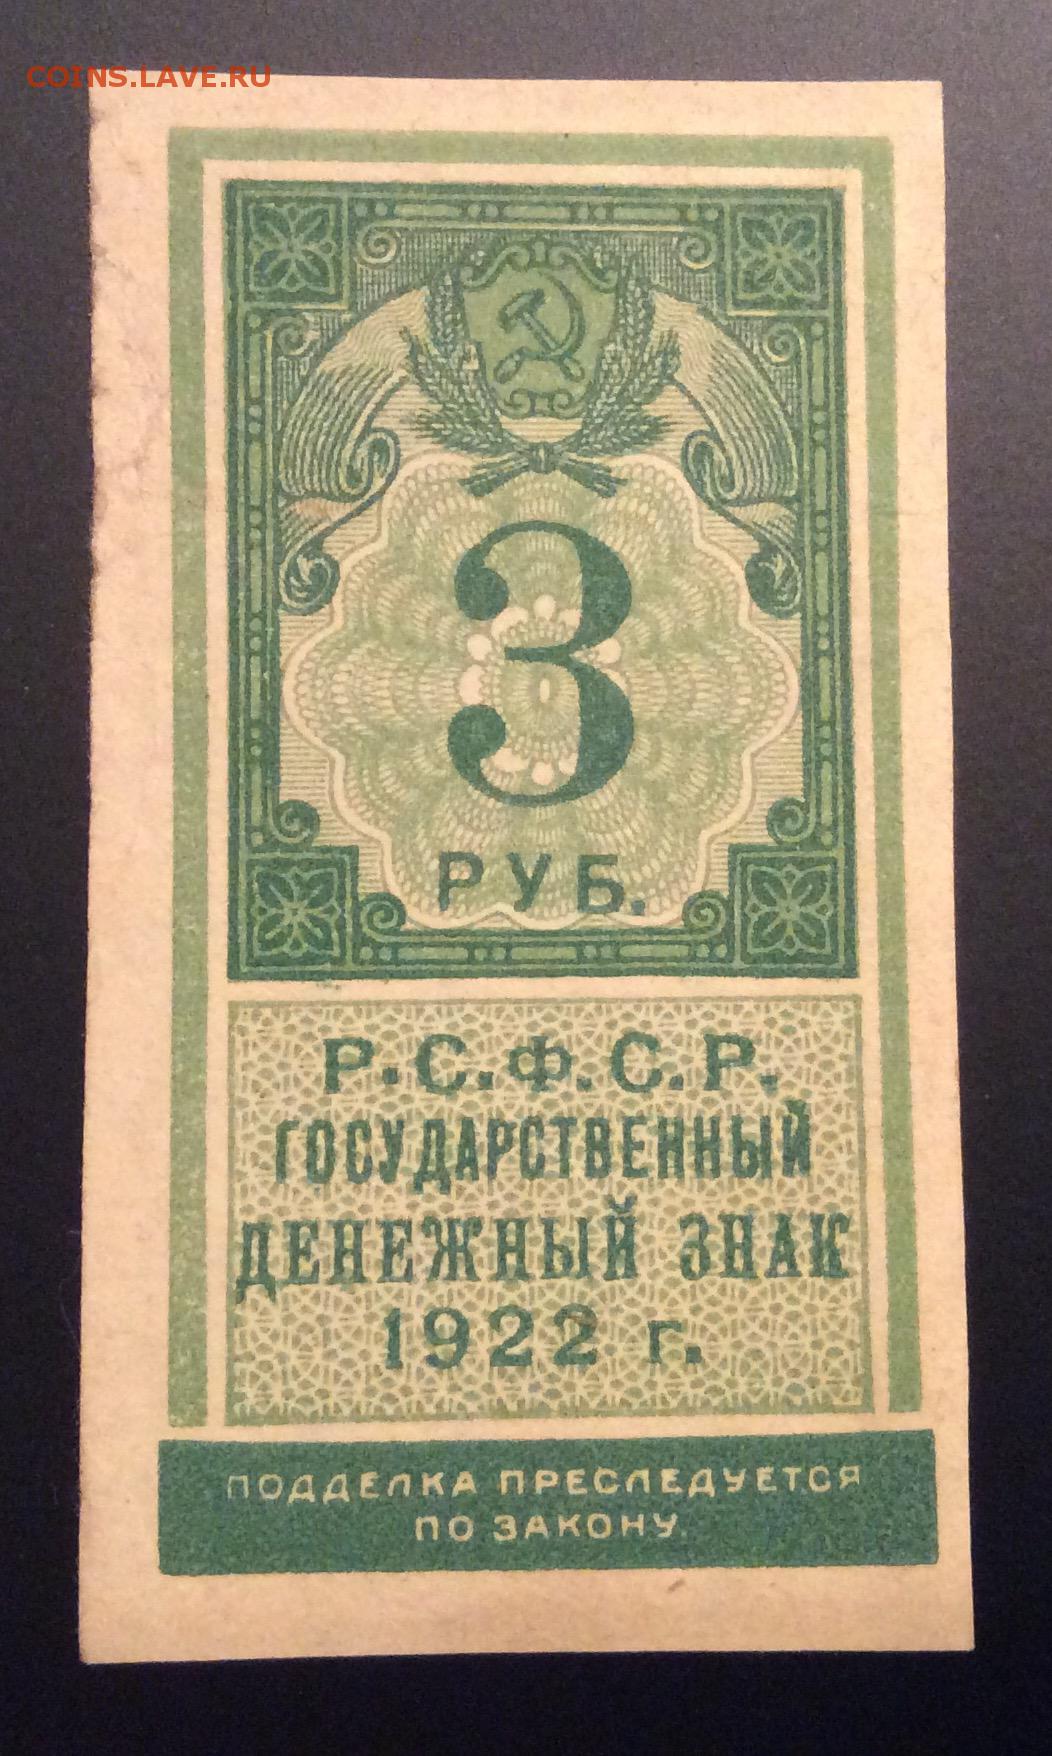 COINS.LAVE.RU
3
РУБ.
Р.С.Ф.С.Р.
ГОСУДАРСТВЕННЫЙ
ДЕНЕЖНЫЙ ЗНАК
1922 г.
ПОДДЕЛКА ПРЕСЛЕДУЕТСЯ
ПО ЗАКОНУ.